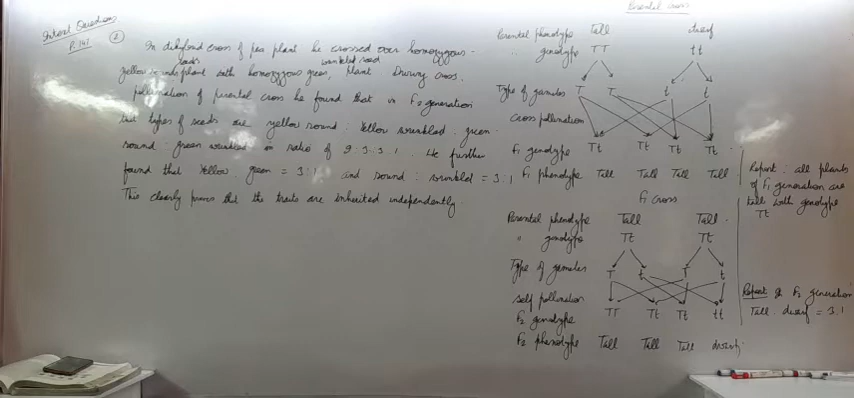 Intext Questions
P. 147
②
In dihybrid cross of pea plant he crossed over homozygous
seeds
wrinkled seed
yellow round plant with homozygous green, plant During cross.
pollination of parental cross he found that in F2 generation
that types of seeds are yellow round : Yellow wrinkled : green
round : green wrinkled in ratio of 9:3:3:1. He further
found that Yellow : green = 3:1 and round : wrinkled = 3:1
This clearly proves that the traits are inherited independently.
Parental Cross
Parental phenotype Tall dwarf
" genotype TT tt
Type of gametes T T t t
Cross pollination
F1 genotype Tt Tt Tt Tt
F1 phenotype Tall Tall Tall Tall
F1 cross
Parental phenotype Tall Tall
" genotype Tt Tt
Type of gametes T t T t
self pollination
F2 genotype TT Tt Tt tt
F2 phenotype Tall Tall Tall dwarf
: all plants
of F1 generation are
tall with genotype
Tt
F2 generation
Tall : dwarf = 3:1